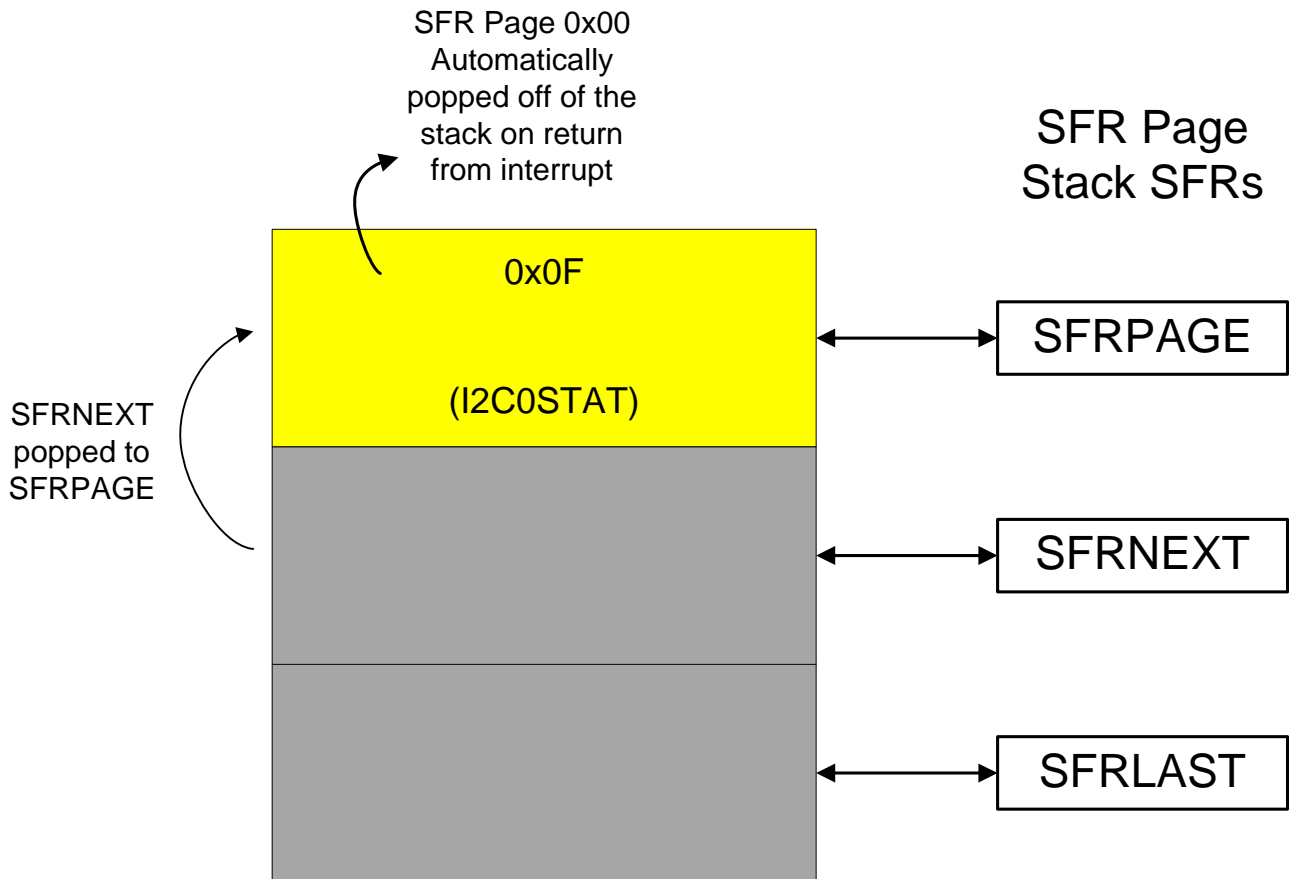 SFR Page 0x00
Automatically
popped off of the
stack on return
from interrupt
SFR Page
Stack SFRs
0x0F
(I2C0STAT)
SFRPAGE
SFRNEXT
popped to
SFRPAGE
SFRNEXT
SFRLAST